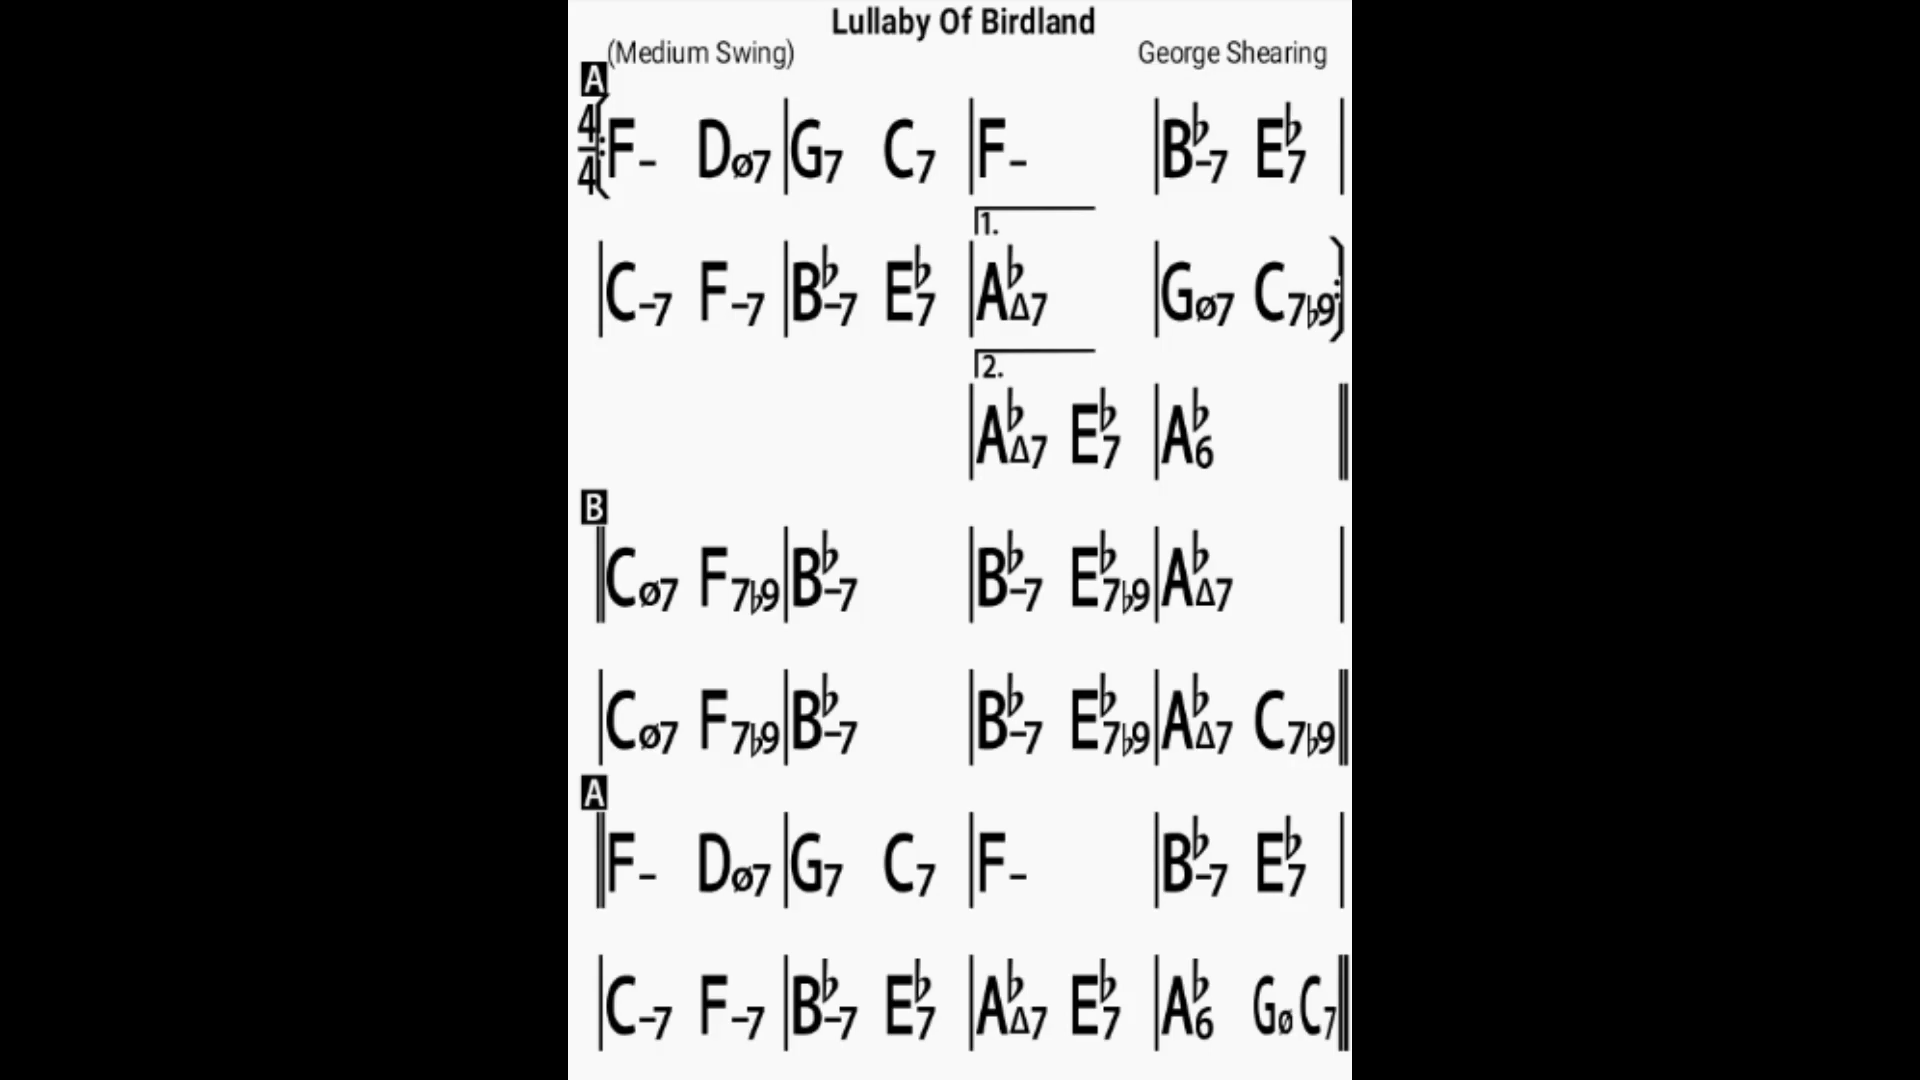 Lullaby Of Birdland
(Medium Swing) George Shearing
A
4/4 F– Dø7 G7 C7 F– B♭–7 E♭7
1.
C–7 F–7 B♭–7 E♭7 A♭Δ7 Gø7 C7♭9
2.
A♭Δ7 E♭7 A♭6
B
Cø7 F7♭9 B♭–7 B♭–7 E♭7♭9 A♭Δ7
Cø7 F7♭9 B♭–7 B♭–7 E♭7♭9 A♭Δ7 C7♭9
A
F– Dø7 G7 C7 F– B♭–7 E♭7
C–7 F–7 B♭–7 E♭7 A♭Δ7 E♭7 A♭6 Gø C7